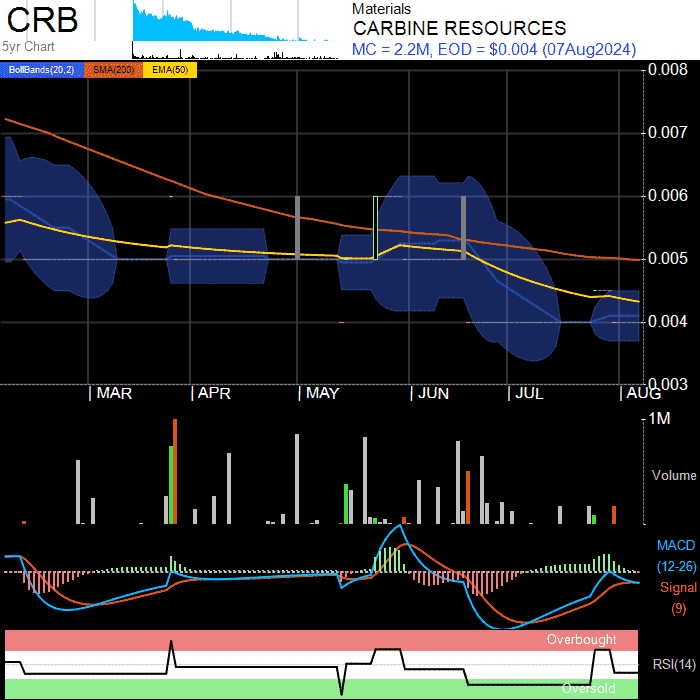 CRB
5yr Chart
Materials
CARBINE RESOURCES
MC = 2.2M, EOD = $0.004 (07Aug2024)
BollBands(20,2) SMA(200) EMA(50)
0.008
0.007
0.006
0.005
0.004
0.003
MAR APR MAY JUN JUL AUG
1M
Volume
MACD
(12-26)
Signal
(9)
Overbought
RSI(14)
Oversold